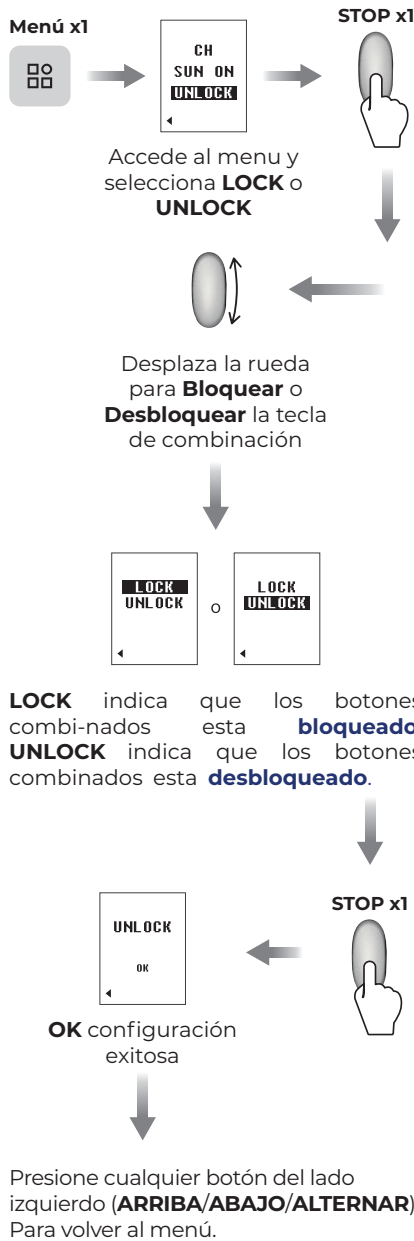 Menú x1
STOP x1
CH
SUN ON
UNLOCK
Accede al menu y
selecciona LOCK o
UNLOCK
Desplaza la rueda
para Bloquear o
Desbloquear la tecla
de combinación
LOCK
UNLOCK
o
LOCK
UNLOCK
LOCK indica que los botones
combi-nados esta bloqueado
UNLOCK indica que los botones
combinados esta desbloqueado.
STOP x1
UNLOCK
OK
OK configuración
exitosa
Presione cualquier botón del lado
izquierdo (ARRIBA/ABAJO/ALTERNAR)
Para volver al menú.